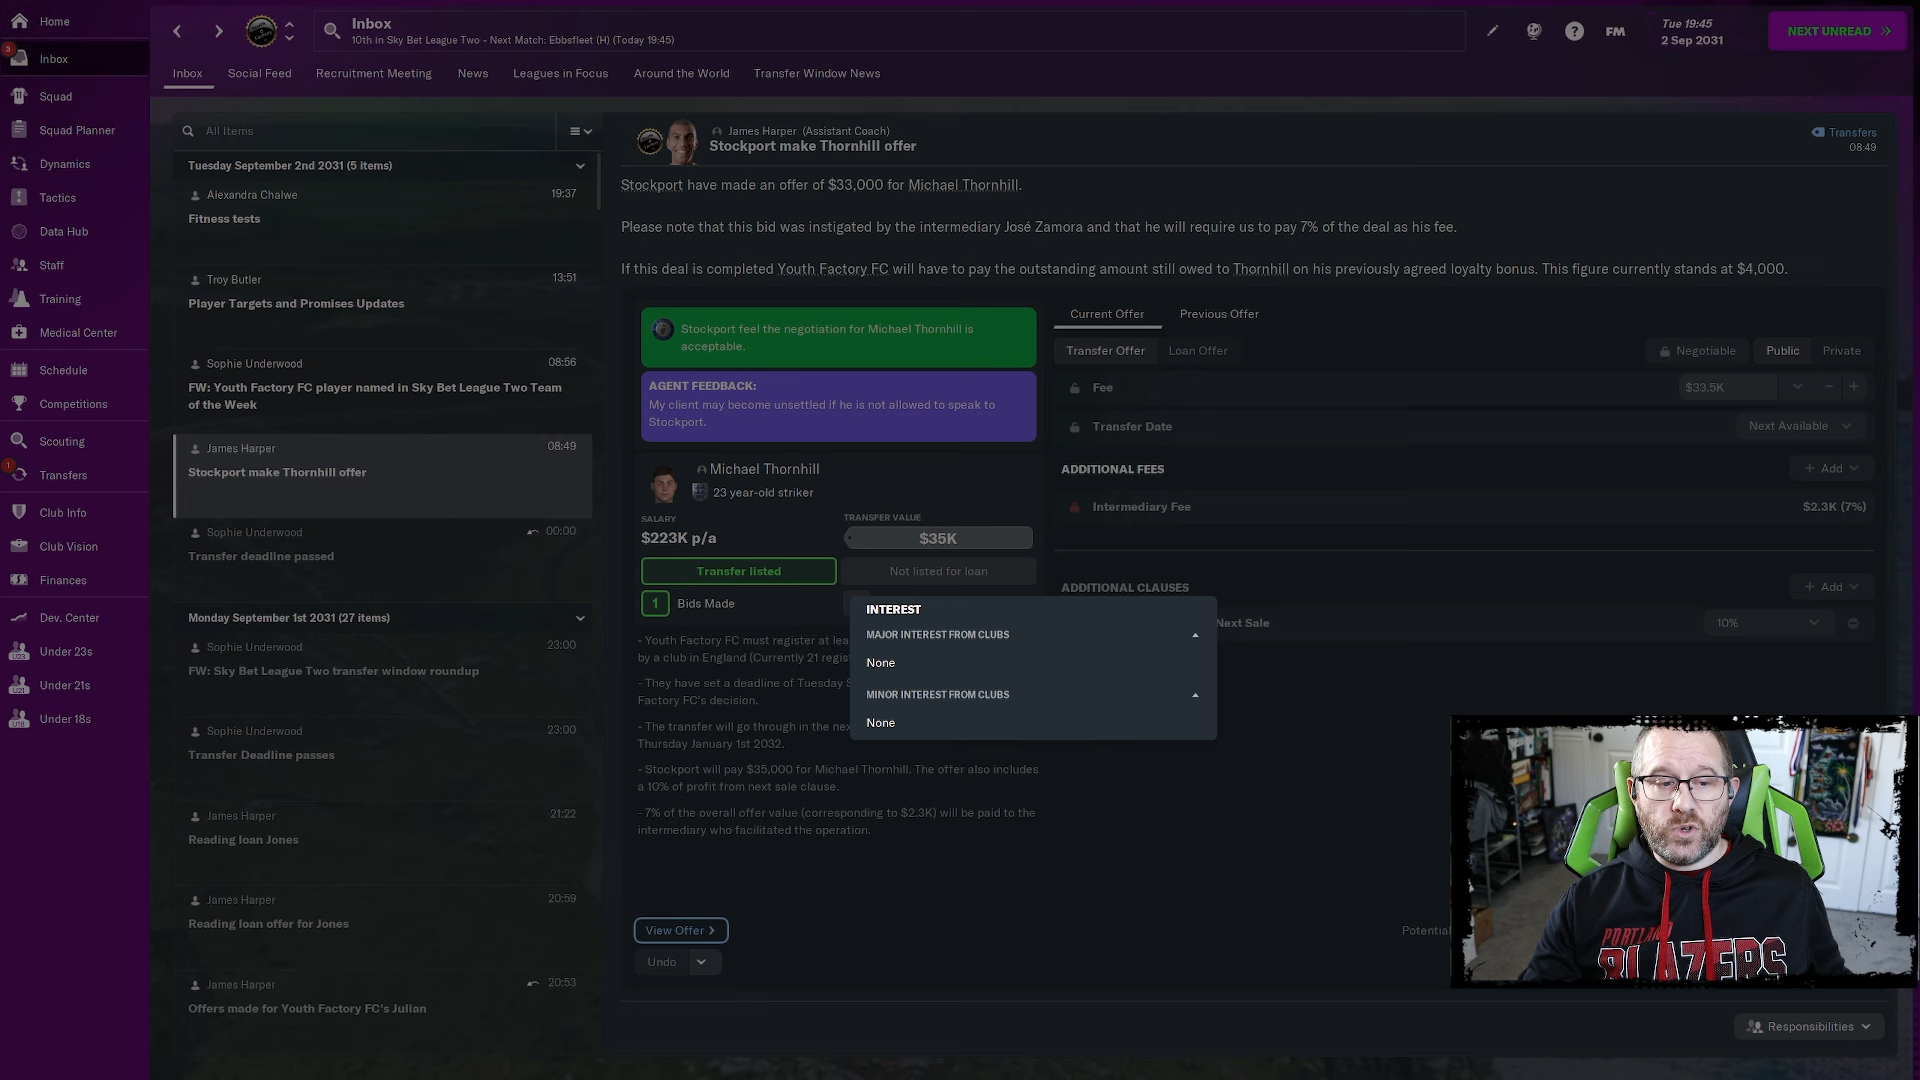 Home
3
Inbox
Squad
Squad Planner
Dynamics
Tactics
Data Hub
Staff
Training
Medical Center
Schedule
Competitions
Scouting
1
Transfers
Club Info
Club Vision
Finances
Dev. Center
U23
Under 23s
U21
Under 21s
U18
Under 18s
Inbox
10th in Sky Bet League Two - Next Match: Ebbsfleet (H) (Today 19:45)
FM
Tue 19:45
2 Sep 2031
NEXT UNREAD
Inbox Social Feed Recruitment Meeting News Leagues in Focus Around the World Transfer Window News
All Items
Tuesday September 2nd 2031 (5 items)
Alexandra Chalwe 19:37
Fitness tests
Troy Butler 13:51
Player Targets and Promises Updates
Sophie Underwood 08:56
FW: Youth Factory FC player named in Sky Bet League Two Team
of the Week
James Harper 08:49
Stockport make Thornhill offer
Sophie Underwood 00:00
Transfer deadline passed
Monday September 1st 2031 (27 items)
Sophie Underwood 23:00
FW: Sky Bet League Two transfer window roundup
Sophie Underwood 23:00
Transfer Deadline passes
James Harper 21:22
Reading loan Jones
James Harper 20:59
Reading loan offer for Jones
James Harper 20:53
Offers made for Youth Factory FC's Julian
James Harper (Assistant Coach)
Stockport make Thornhill offer
Transfers
08:49
Stockport have made an offer of $33,000 for Michael Thornhill.
Please note that this bid was instigated by the intermediary José Zamora and that he will require us to pay 7% of the deal as his fee.
If this deal is completed Youth Factory FC will have to pay the outstanding amount still owed to Thornhill on his previously agreed loyalty bonus. This figure currently stands at $4,000.
Stockport feel the negotiation for Michael Thornhill is
acceptable.
AGENT FEEDBACK:
My client may become unsettled if he is not allowed to speak to
Stockport.
Michael Thornhill
23 year-old striker
SALARY
$223K p/a
TRANSFER VALUE
$35K
Transfer listed
Not listed for loan
1 Bids Made
- Youth Factory FC must register at lea
by a club in England (Currently 21 regis
- They have set a deadline of Tuesday S
Factory FC's decision.
- The transfer will go through in the nex
Thursday January 1st 2032.
- Stockport will pay $35,000 for Michael Thornhill. The offer also includes
a 10% of profit from next sale clause.
- 7% of the overall offer value (corresponding to $2.3K) will be paid to the
intermediary who facilitated the operation.
INTEREST
MAJOR INTEREST FROM CLUBS
None
MINOR INTEREST FROM CLUBS
None
Current Offer Previous Offer
Transfer Offer Loan Offer Negotiable Public Private
Fee $33.5K
Transfer Date Next Available
ADDITIONAL FEES + Add
Intermediary Fee $2.3K (7%)
ADDITIONAL CLAUSES + Add
Next Sale 10%
View Offer
Undo
Potential
Responsibilities
PORTLAND
BLAZERS